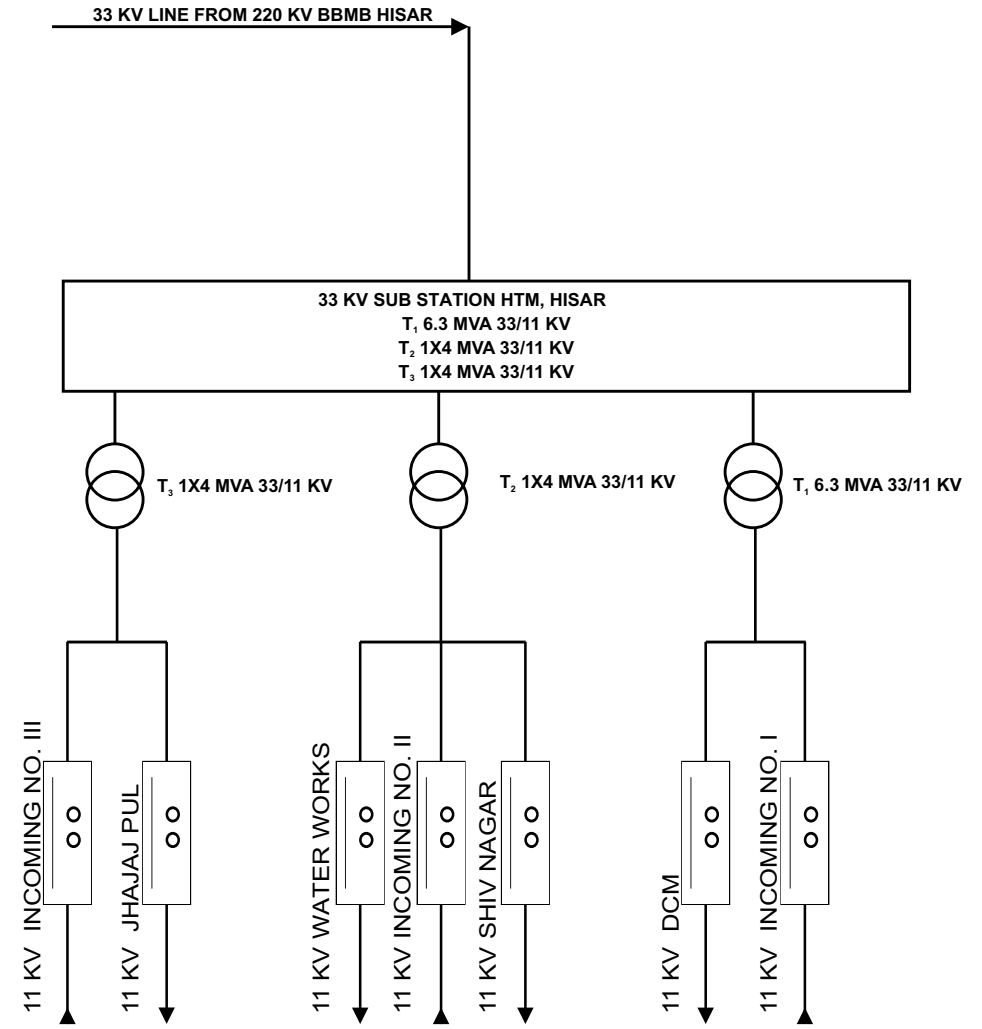 33 KV LINE FROM 220 KV BBMB HISAR
33 KV SUB STATION HTM, HISAR
T₁ 6.3 MVA 33/11 KV
T₂ 1X4 MVA 33/11 KV
T₃ 1X4 MVA 33/11 KV
T₃ 1X4 MVA 33/11 KV
T₂ 1X4 MVA 33/11 KV
T₁ 6.3 MVA 33/11 KV
11 KV INCOMING NO. III
11 KV JHAJAJ PUL
11 KV WATER WORKS
11 KV INCOMING NO. II
11 KV SHIV NAGAR
11 KV DCM
11 KV INCOMING NO. I